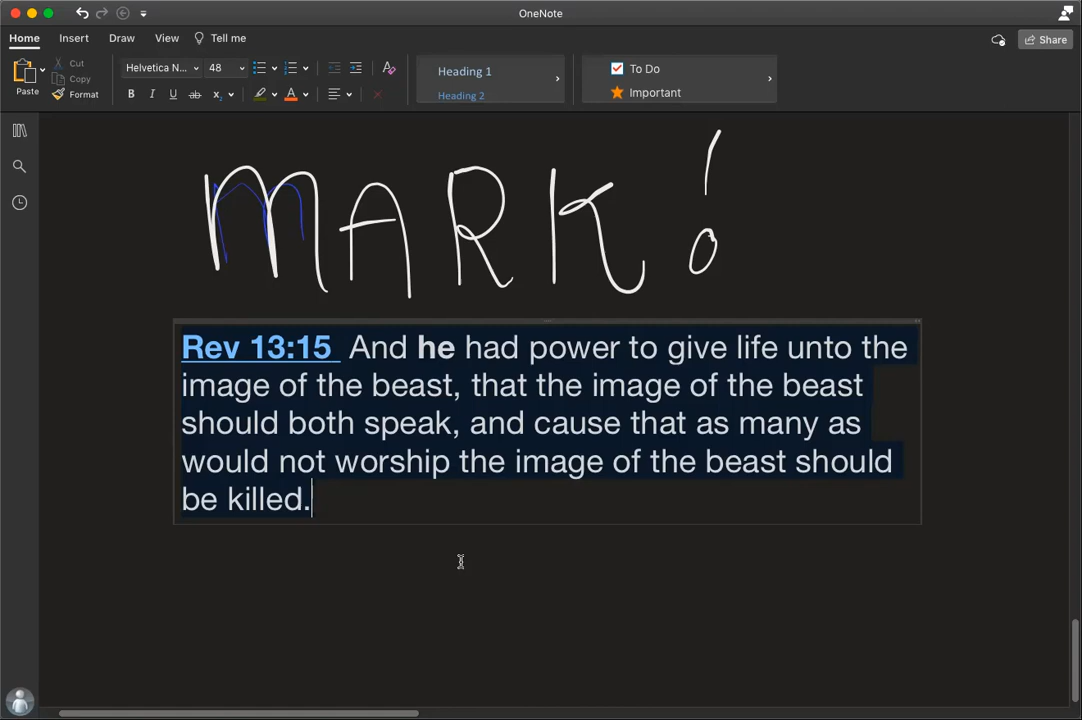 OneNote
Home Insert Draw View Tell me
Share
Paste
Cut
Copy
Format
Helvetica N... 48
B I U ab x₂ A A
Heading 1
Heading 2
To Do
Important
MARK!
Rev 13:15 And he had power to give life unto the
image of the beast, that the image of the beast
should both speak, and cause that as many as
would not worship the image of the beast should
be killed.